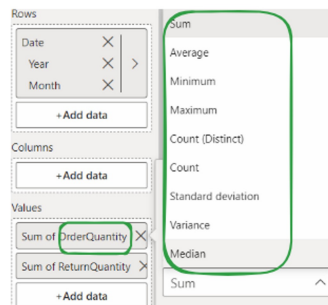 Rows
Date
Year
Month
+Add data
Columns
+Add data
Values
Sum of OrderQuantity
Sum of ReturnQuantity
+Add data
Sum
Average
Minimum
Maximum
Count (Distinct)
Count
Standard deviation
Variance
Median
Sum